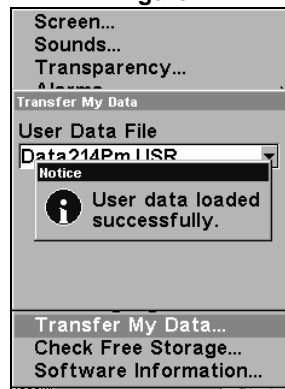 Screen...
Sounds...
Transparency...
Transfer My Data
User Data File
Data214Pm.USR
Notice
User data loaded
successfully.
Transfer My Data...
Check Free Storage...
Software Information...